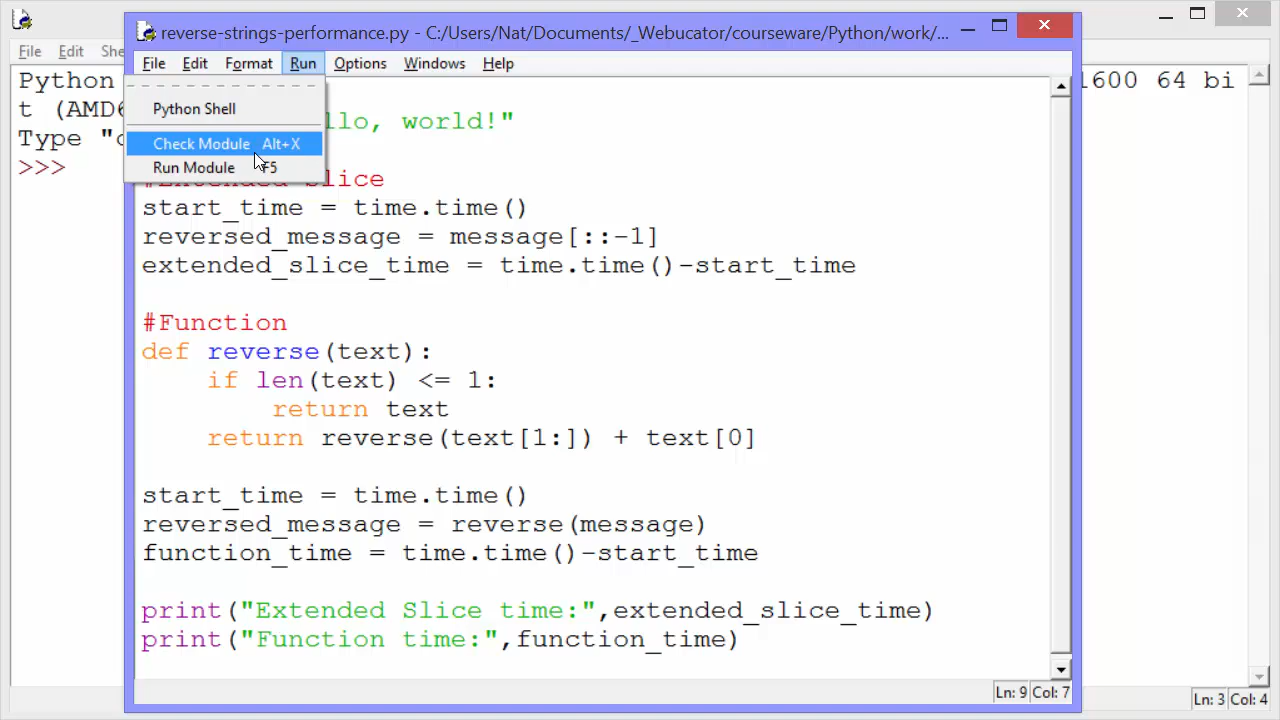 reverse-strings-performance.py - C:/Users/Nat/Documents/_Webucator/courseware/Python/work/...
File Edit She
File Edit Format Run Options Windows Help
Python
1600 64 bi
t (AMD6
Type "c
>>>
Python Shell
Check Module Alt+X
Run Module F5
llo, world!"
#Extended Slice
start_time = time.time()
reversed_message = message[::-1]
extended_slice_time = time.time()-start_time
#Function
def reverse(text):
    if len(text) <= 1:
        return text
    return reverse(text[1:]) + text[0]
start_time = time.time()
reversed_message = reverse(message)
function_time = time.time()-start_time
print("Extended Slice time:",extended_slice_time)
print("Function time:",function_time)
Ln: 9 Col: 7
Ln: 3 Col: 4